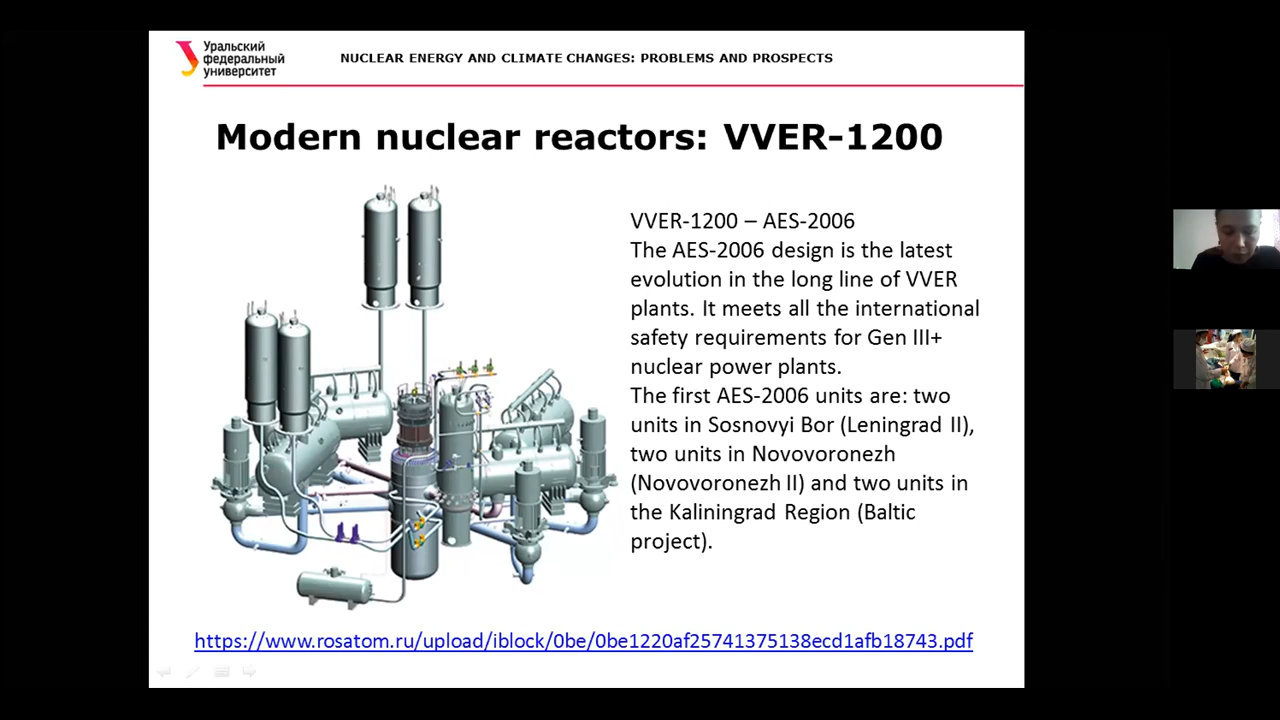 Уральский
федеральный
университет
NUCLEAR ENERGY AND CLIMATE CHANGES: PROBLEMS AND PROSPECTS
Modern nuclear reactors: VVER-1200
VVER-1200 – AES-2006
The AES-2006 design is the latest
evolution in the long line of VVER
plants. It meets all the international
safety requirements for Gen III+
nuclear power plants.
The first AES-2006 units are: two
units in Sosnovyi Bor (Leningrad II),
two units in Novovoronezh
(Novovoronezh II) and two units in
the Kaliningrad Region (Baltic
project).
https://www.rosatom.ru/upload/iblock/0be/0be1220af25741375138ecd1afb18743.pdf